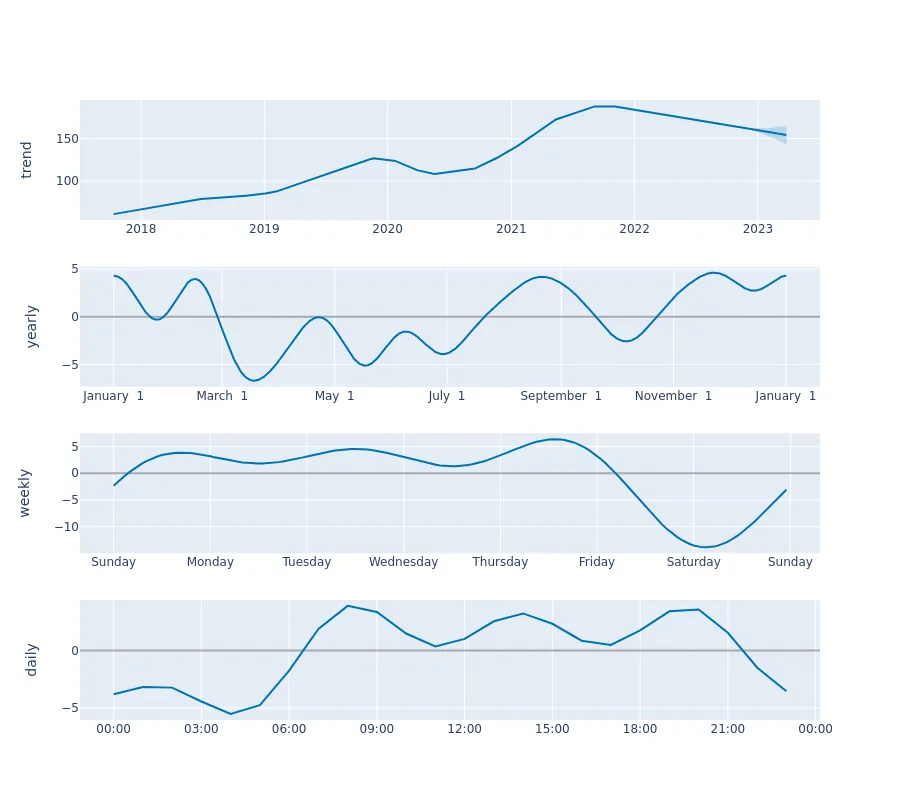 trend
150
100
2018 2019 2020 2021 2022 2023
yearly
5
0
−5
January 1 March 1 May 1 July 1 September 1 November 1 January 1
weekly
5
0
−5
−10
Sunday Monday Tuesday Wednesday Thursday Friday Saturday Sunday
daily
0
−5
00:00 03:00 06:00 09:00 12:00 15:00 18:00 21:00 00:00